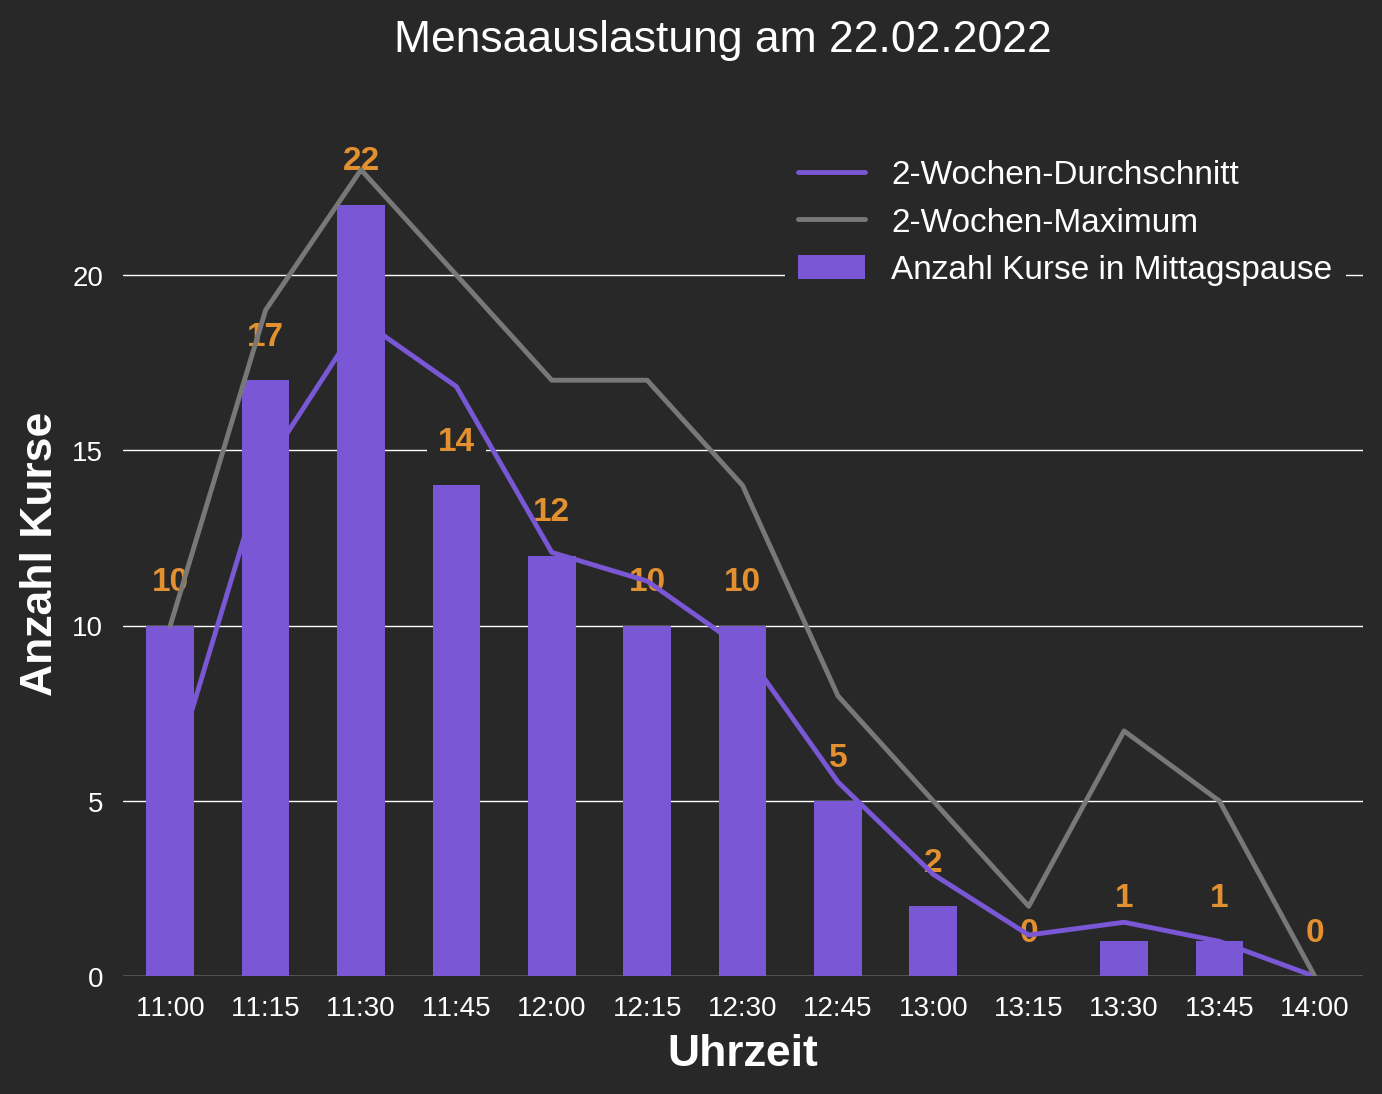 Mensaauslastung am 22.02.2022
2-Wochen-Durchschnitt
2-Wochen-Maximum
Anzahl Kurse in Mittagspause
Anzahl Kurse
20
15
10
5
0
10
17
22
14
12
10
10
5
2
0
1
1
0
11:00 11:15 11:30 11:45 12:00 12:15 12:30 12:45 13:00 13:15 13:30 13:45 14:00
Uhrzeit